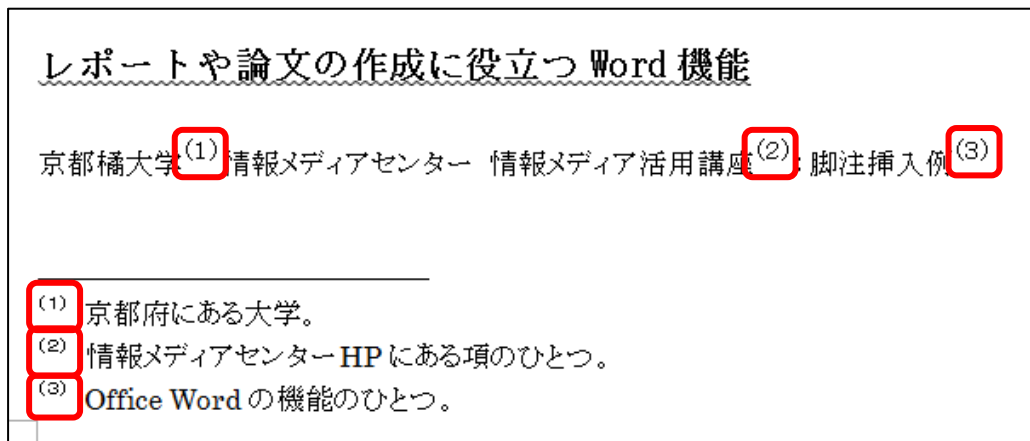 レポートや論文の作成に役立つ Word 機能
京都橘大学(1) 情報メディアセンター 情報メディア活用講座(2):脚注挿入例(3)
(1) 京都府にある大学。
(2) 情報メディアセンターHP にある項のひとつ。
(3) Office Word の機能のひとつ。